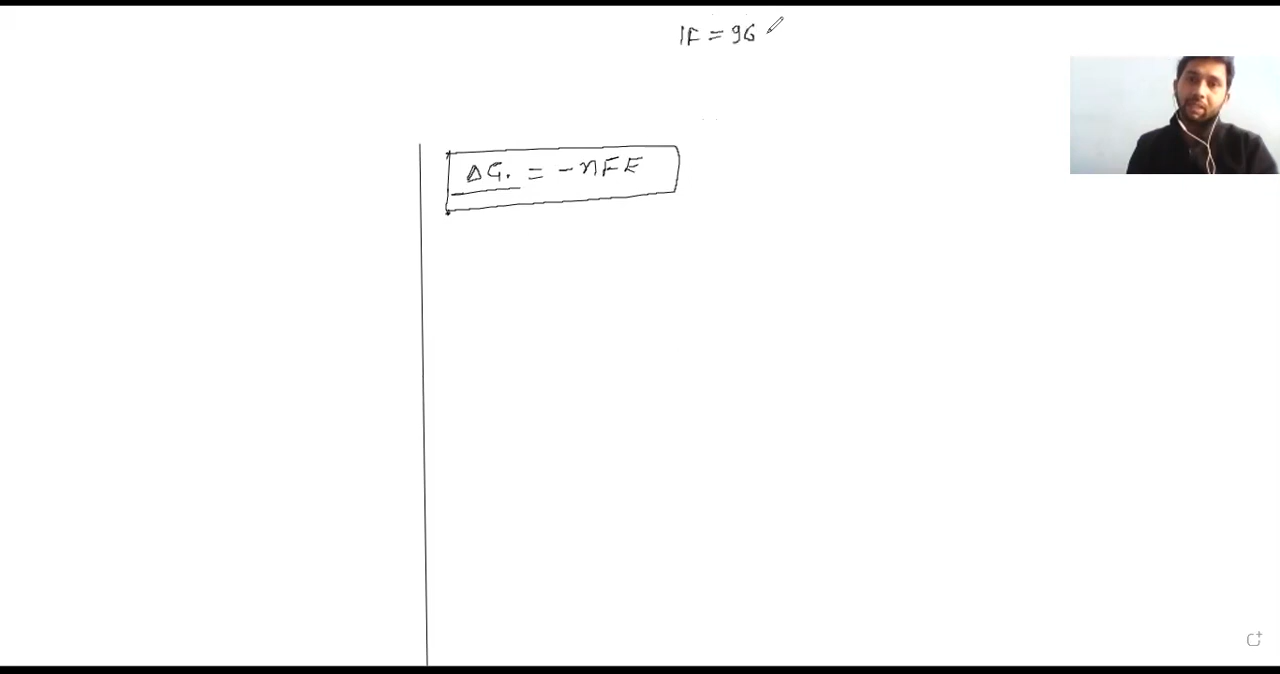 1F = 96
ΔG. = -nFE